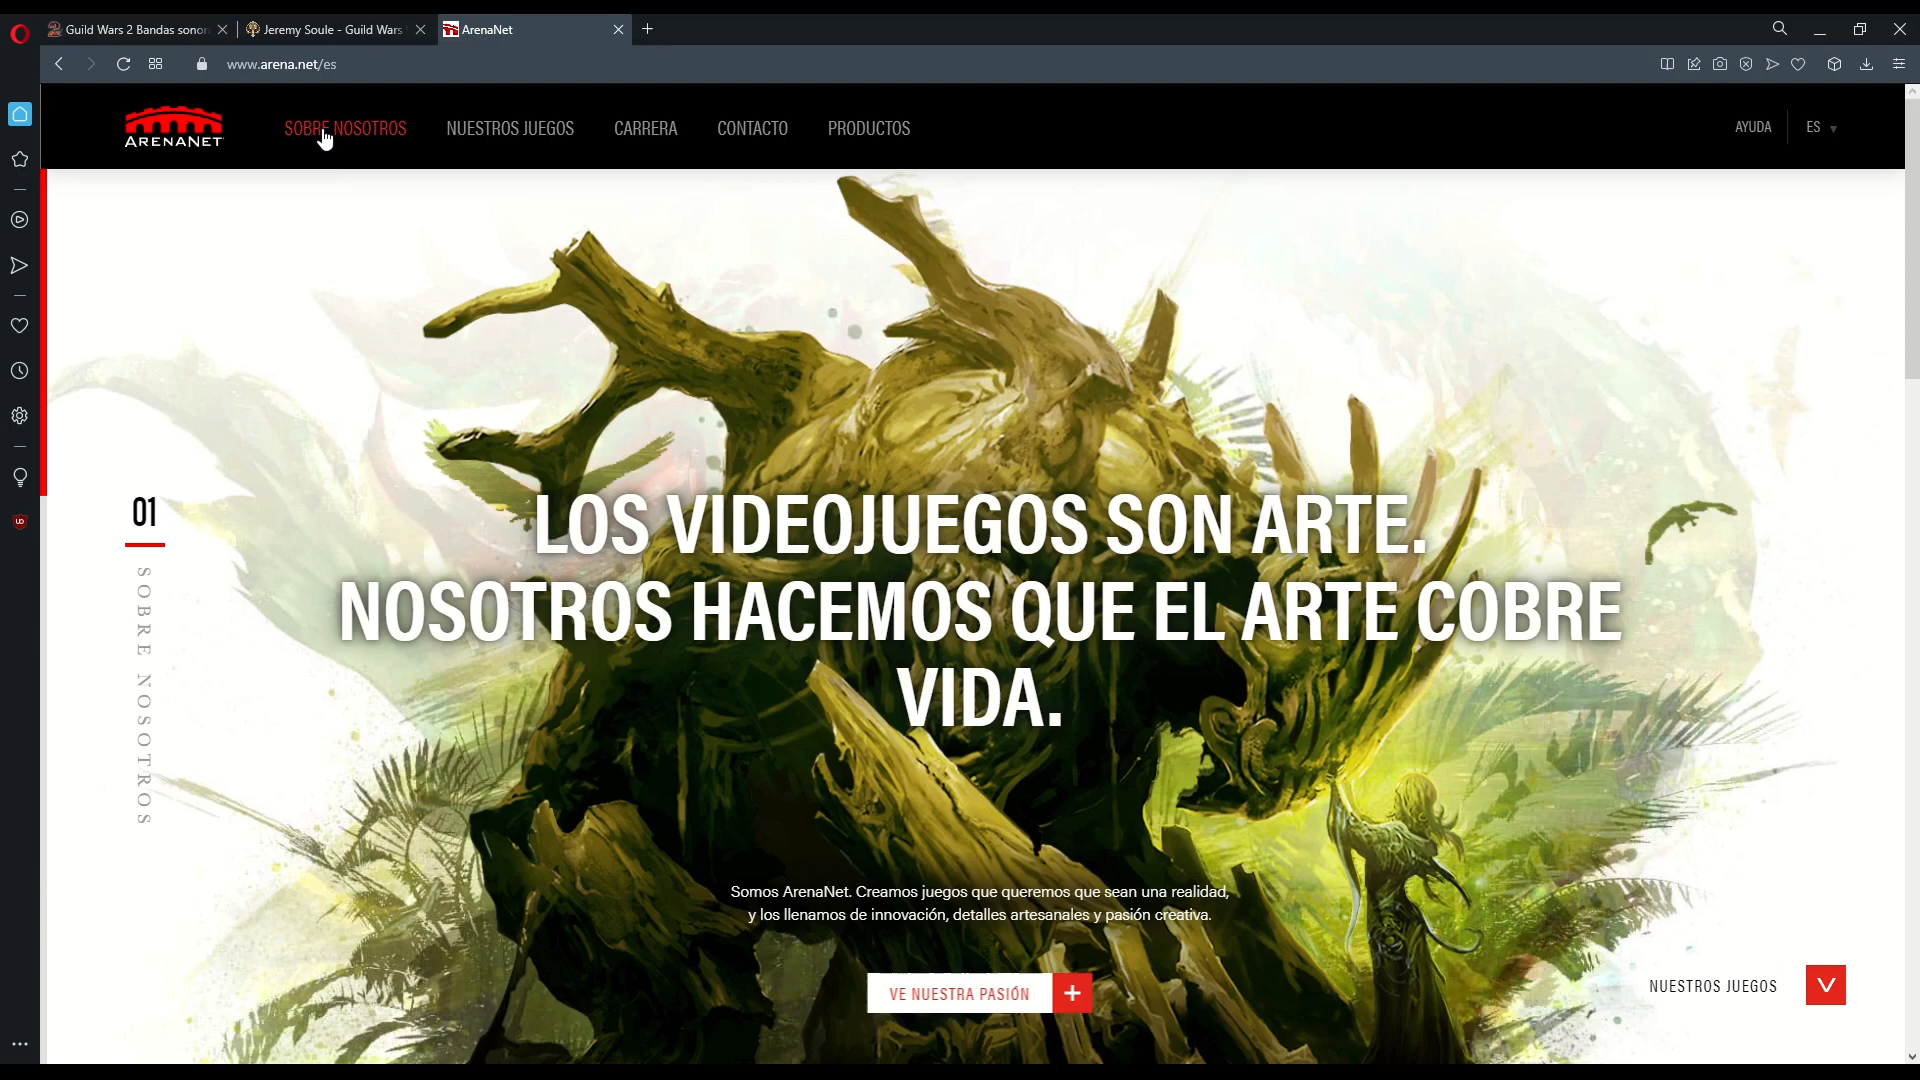 Guild Wars 2 Bandas sonor
Jeremy Soule - Guild Wars
ArenaNet
www.arena.net/es
ARENANET
SOBRE NOSOTROS
NUESTROS JUEGOS
CARRERA
CONTACTO
PRODUCTOS
AYUDA
ES
01
SOBRE NOSOTROS
LOS VIDEOJUEGOS SON ARTE.
NOSOTROS HACEMOS QUE EL ARTE COBRE
VIDA.
Somos ArenaNet. Creamos juegos que queremos que sean una realidad,
y los llenamos de innovación, detalles artesanales y pasión creativa.
VE NUESTRA PASIÓN +
NUESTROS JUEGOS